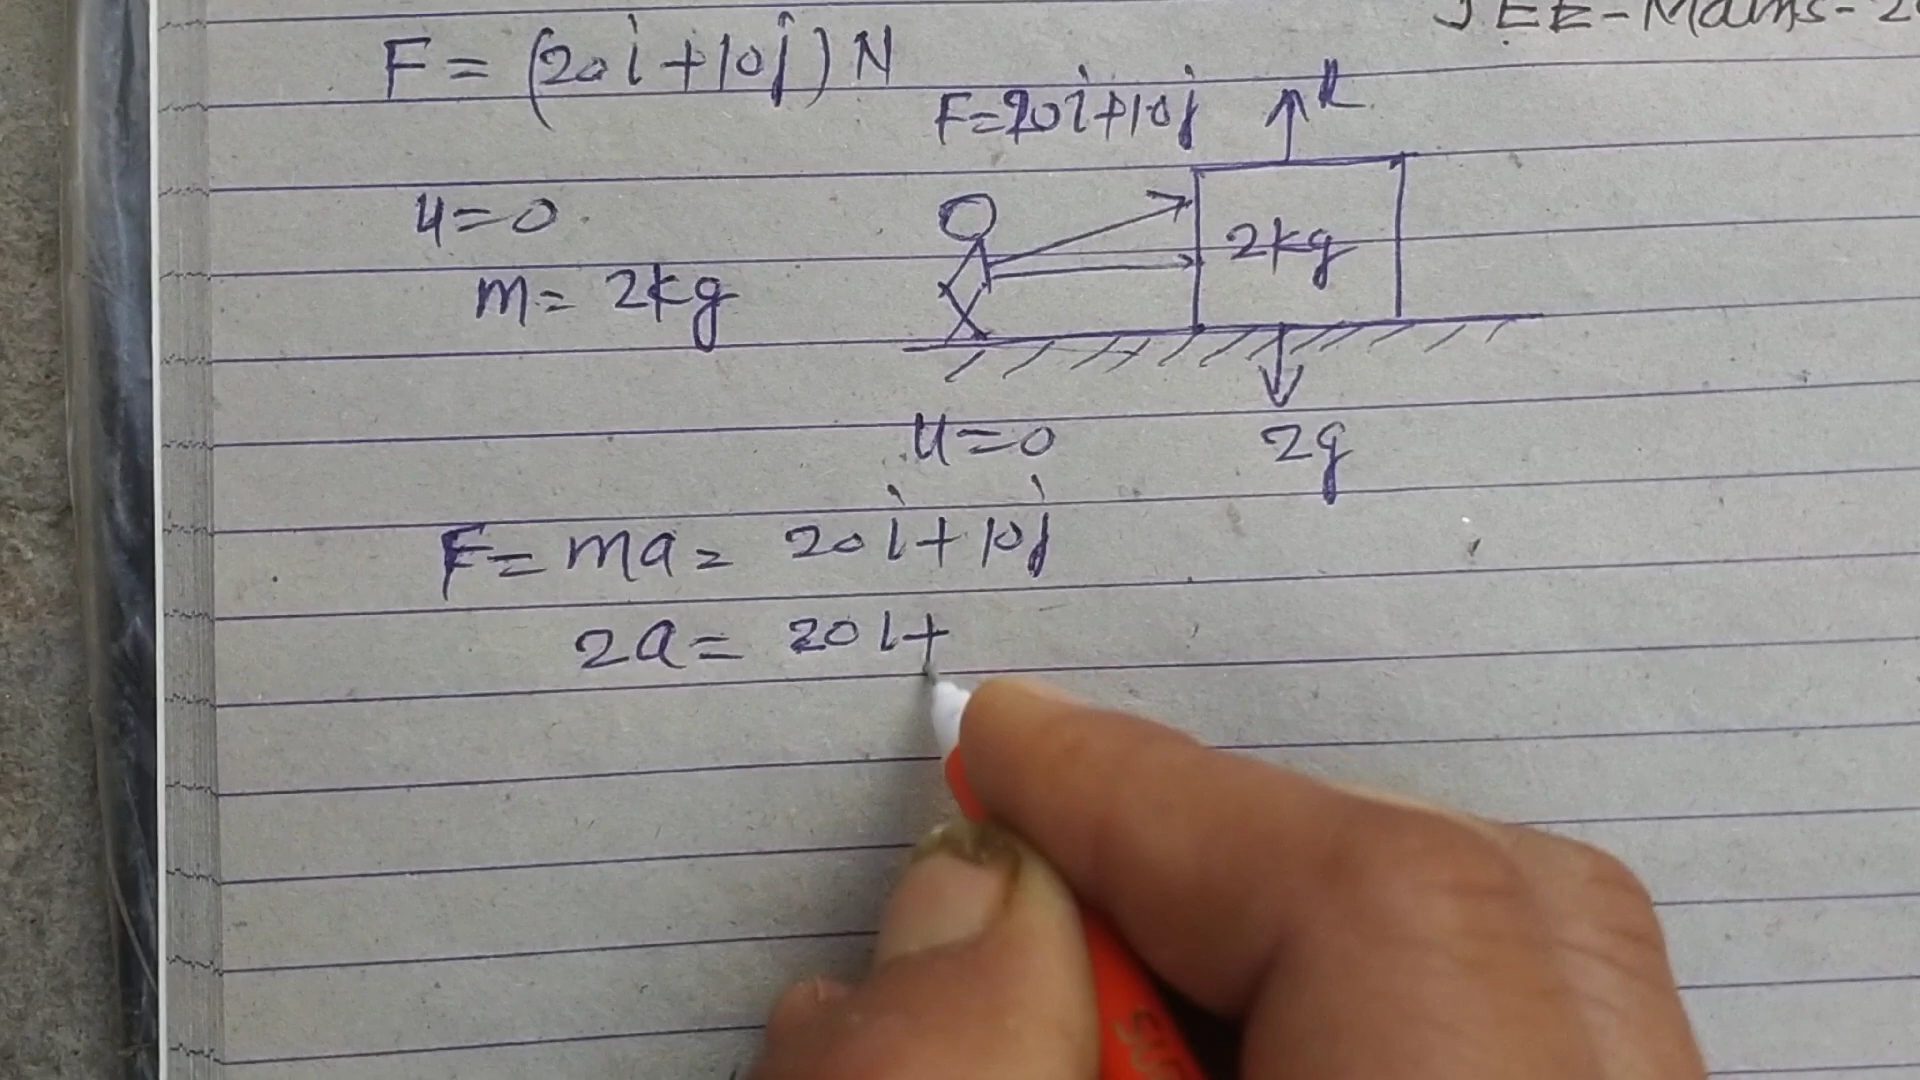 JEE-Mains-2
F = (20i+10j) N
F=20i+10j
R
u=0
2kg
m= 2kg
u=0
2g
F= ma= 20i+10j
2a= 20i+